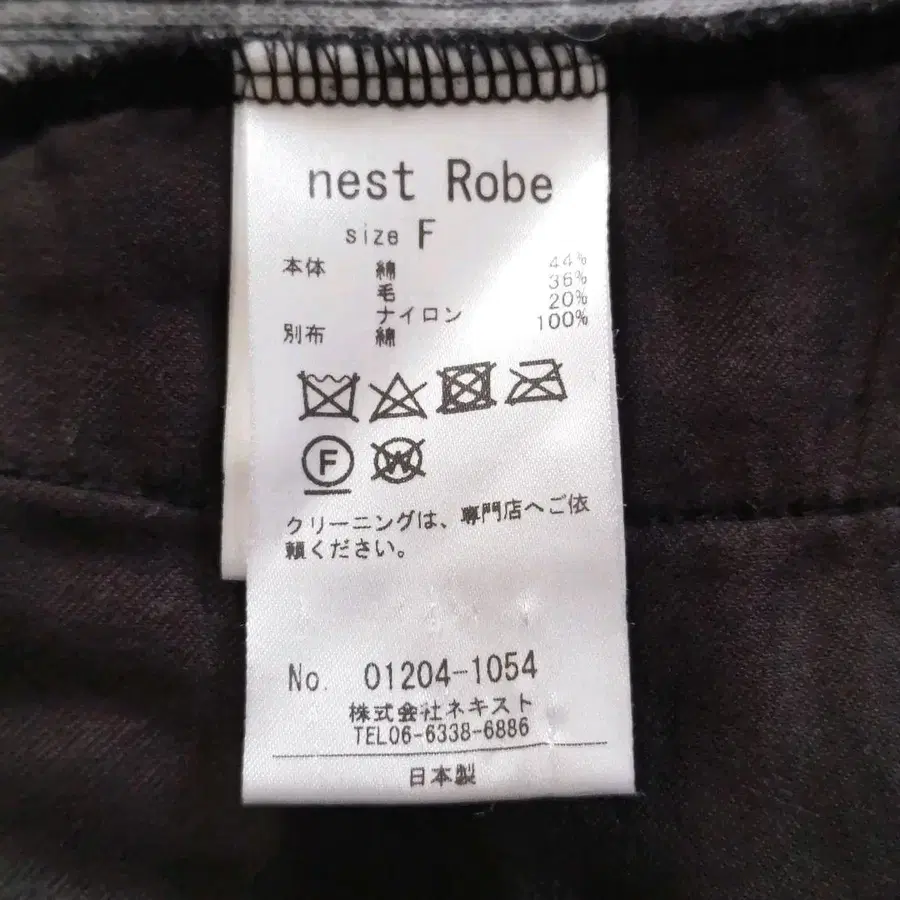 nest Robe
size F
本体 綿 44%
毛 36%
ナイロン 20%
別布 綿 100%
F W
クリーニングは、専門店へご依
頼ください。
No. 01204-1054
株式会社ネキスト
TEL06-6338-6886
日本製